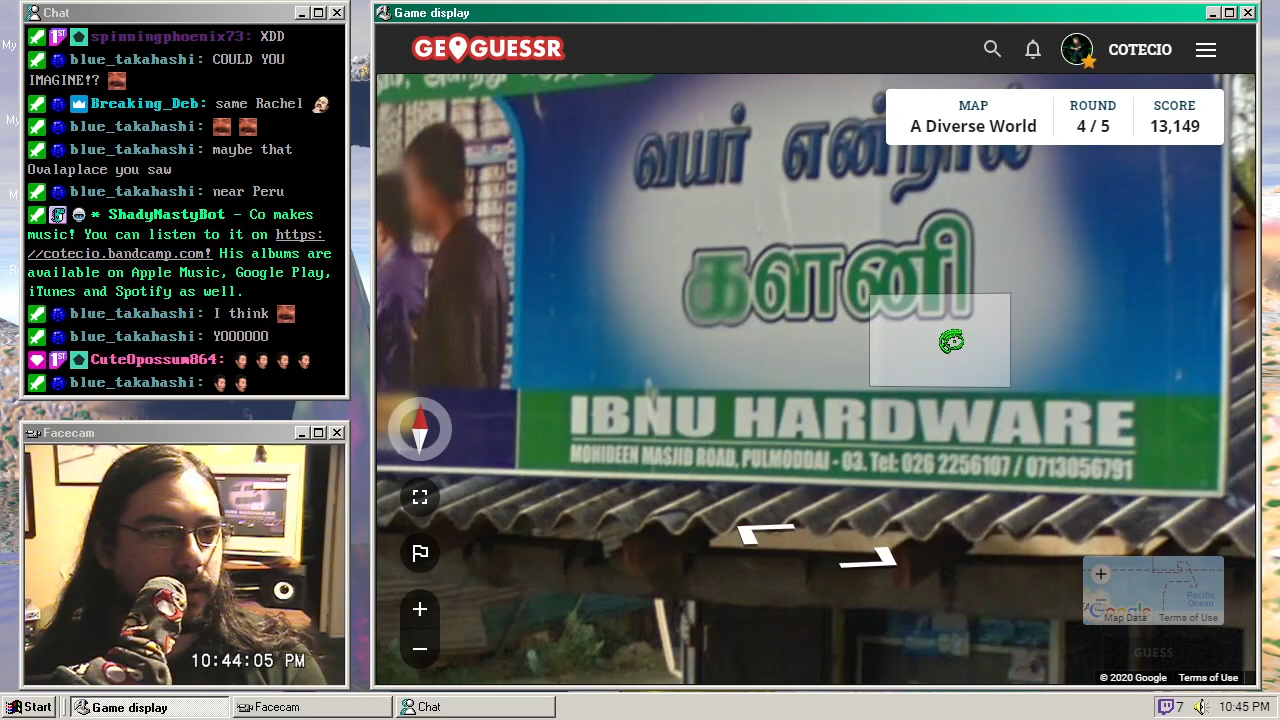 Chat
spinningphoenix73: XDD
blue_takahashi: COULD YOU
IMAGINE!?
Breaking_Deb: same Rachel
blue_takahashi:
blue_takahashi: maybe that
Ovalaplace you saw
blue_takahashi: near Peru
* ShadyNastyBot - Co makes
music! You can listen to it on https:
//cotecio.bandcamp.com! His albums are
available on Apple Music, Google Play,
iTunes and Spotify as well.
blue_takahashi: I think
blue_takahashi: YOOOOOO
CuteOpossum864:
blue_takahashi:
Facecam
10:44:05 PM
Game display
GEOGUESSR
COTECIO
MAP
A Diverse World
ROUND
4 / 5
SCORE
13,149
வயர் என்றால்
களனி
IBNU HARDWARE
MOHIDEEN MASJID ROAD, PULMODDAI - 03. Tel: 026 2256107 / 0713056791
Pacific
Ocean
Google
Map Data
Terms of Use
GUESS
© 2020 Google
Terms of Use
Start
Game display
Facecam
Chat
7
10:45 PM